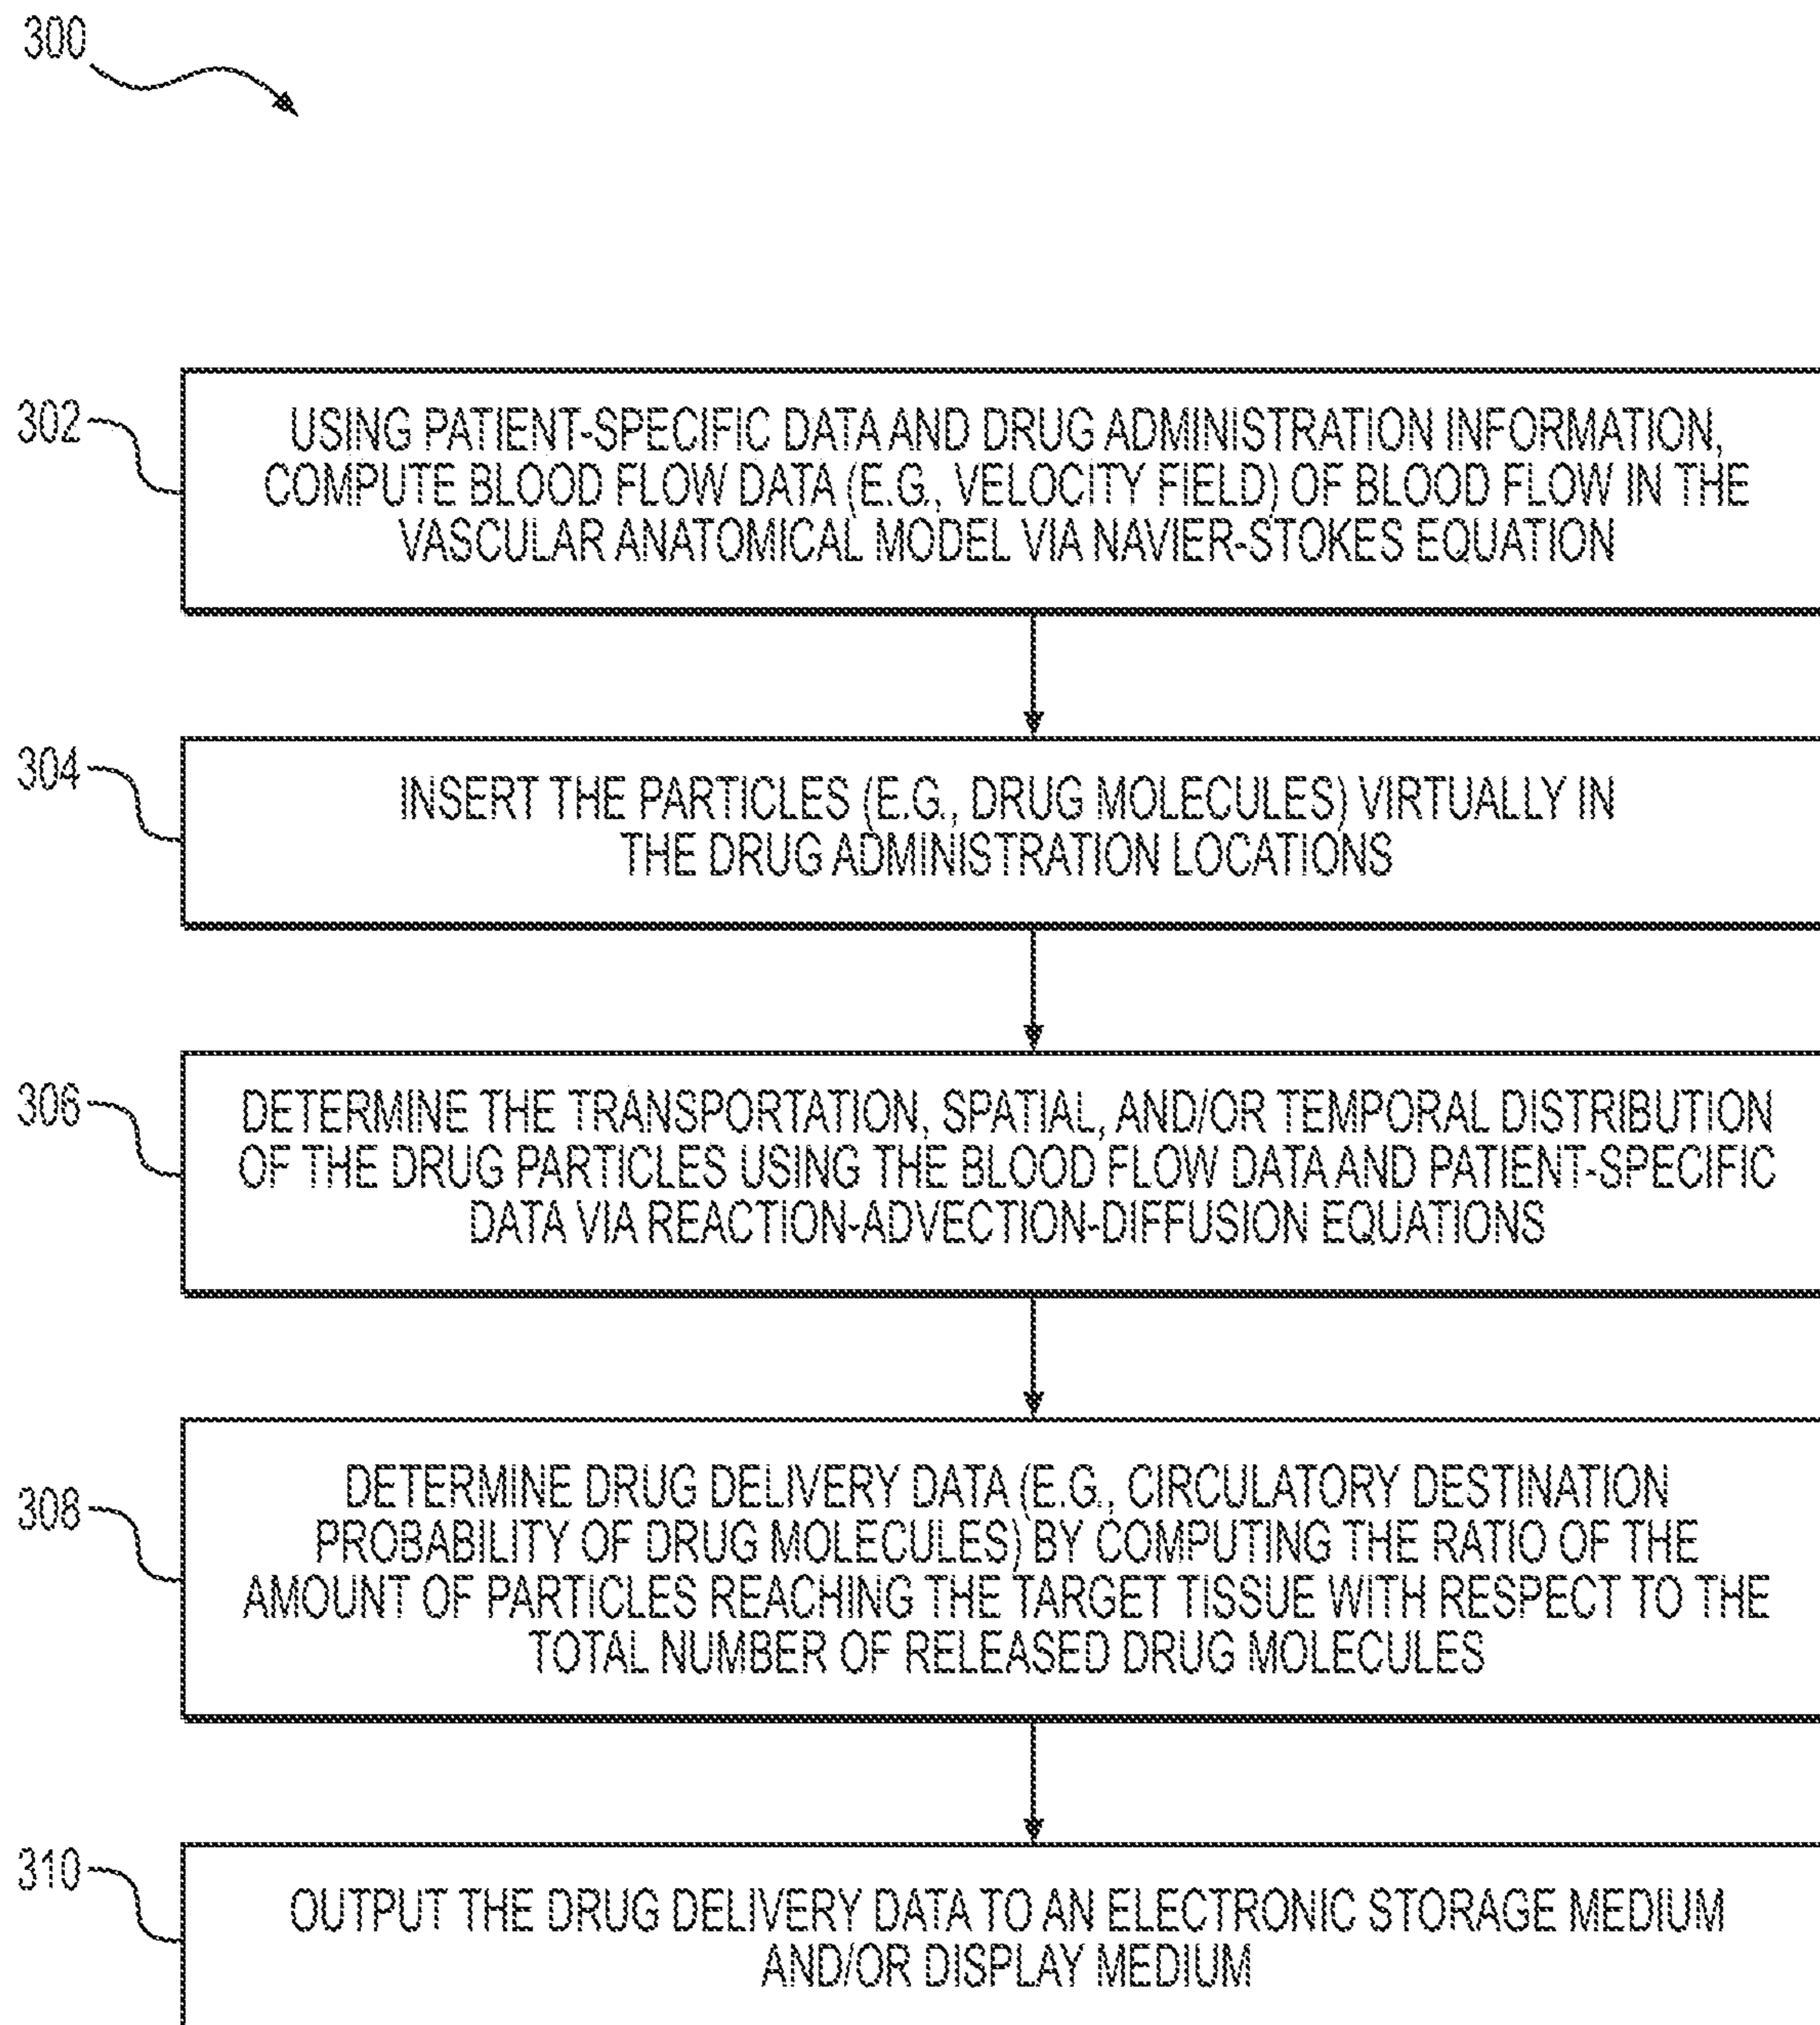 300
302
USING PATIENT-SPECIFIC DATA AND DRUG ADMINISTRATION INFORMATION,
COMPUTE BLOOD FLOW DATA (E.G., VELOCITY FIELD) OF BLOOD FLOW IN THE
VASCULAR ANATOMICAL MODEL VIA NAVIER-STOKES EQUATION
304
INSERT THE PARTICLES (E.G., DRUG MOLECULES) VIRTUALLY IN
THE DRUG ADMINISTRATION LOCATIONS
306
DETERMINE THE TRANSPORTATION, SPATIAL, AND/OR TEMPORAL DISTRIBUTION
OF THE DRUG PARTICLES USING THE BLOOD FLOW DATA AND PATIENT-SPECIFIC
DATA VIA REACTION-ADVECTION-DIFFUSION EQUATIONS
308
DETERMINE DRUG DELIVERY DATA (E.G., CIRCULATORY DESTINATION
PROBABILITY OF DRUG MOLECULES) BY COMPUTING THE RATIO OF THE
AMOUNT OF PARTICLES REACHING THE TARGET TISSUE WITH RESPECT TO THE
TOTAL NUMBER OF RELEASED DRUG MOLECULES
310
OUTPUT THE DRUG DELIVERY DATA TO AN ELECTRONIC STORAGE MEDIUM
AND/OR DISPLAY MEDIUM